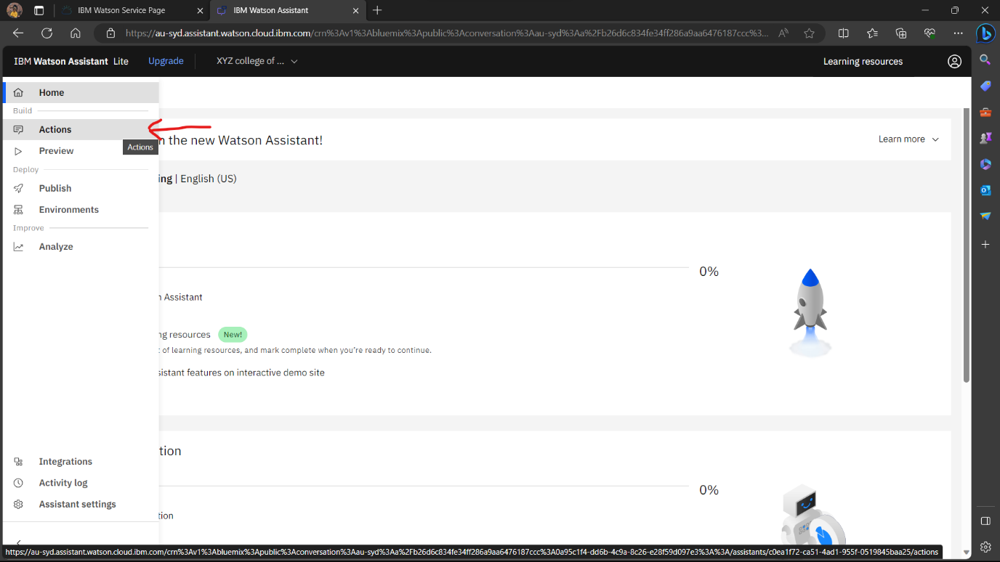 IBM Watson Service Page
IBM Watson Assistant
https://au-syd.assistant.watson.cloud.ibm.com/crn%3Av1%3Abluemix%3Apublic%3Aconversation%3Aau-syd%3Aa%2Fb26d6c834fe34ff286a9aa6476187ccc%3...
IBM Watson Assistant Lite
Upgrade
XYZ college of ...
Learning resources
Home
Build
Actions
Actions
Preview
Deploy
Publish
Environments
Improve
Analyze
Integrations
Activity log
Assistant settings
n the new Watson Assistant!
Learn more
ing | English (US)
0%
n Assistant
ng resources New!
t of learning resources, and mark complete when you're ready to continue.
sistant features on interactive demo site
tion
0%
tion
https://au-syd.assistant.watson.cloud.ibm.com/crn%3Av1%3Abluemix%3Apublic%3Aconversation%3Aau-syd%3Aa%2Fb26d6c834fe34ff286a9aa6476187ccc%3A0a95c1f4-dd6b-4c9a-8c26-e28f59d097e3%3A%3A/assistants/c0ea1f72-ca51-4ad1-955f-0519845baa25/actions